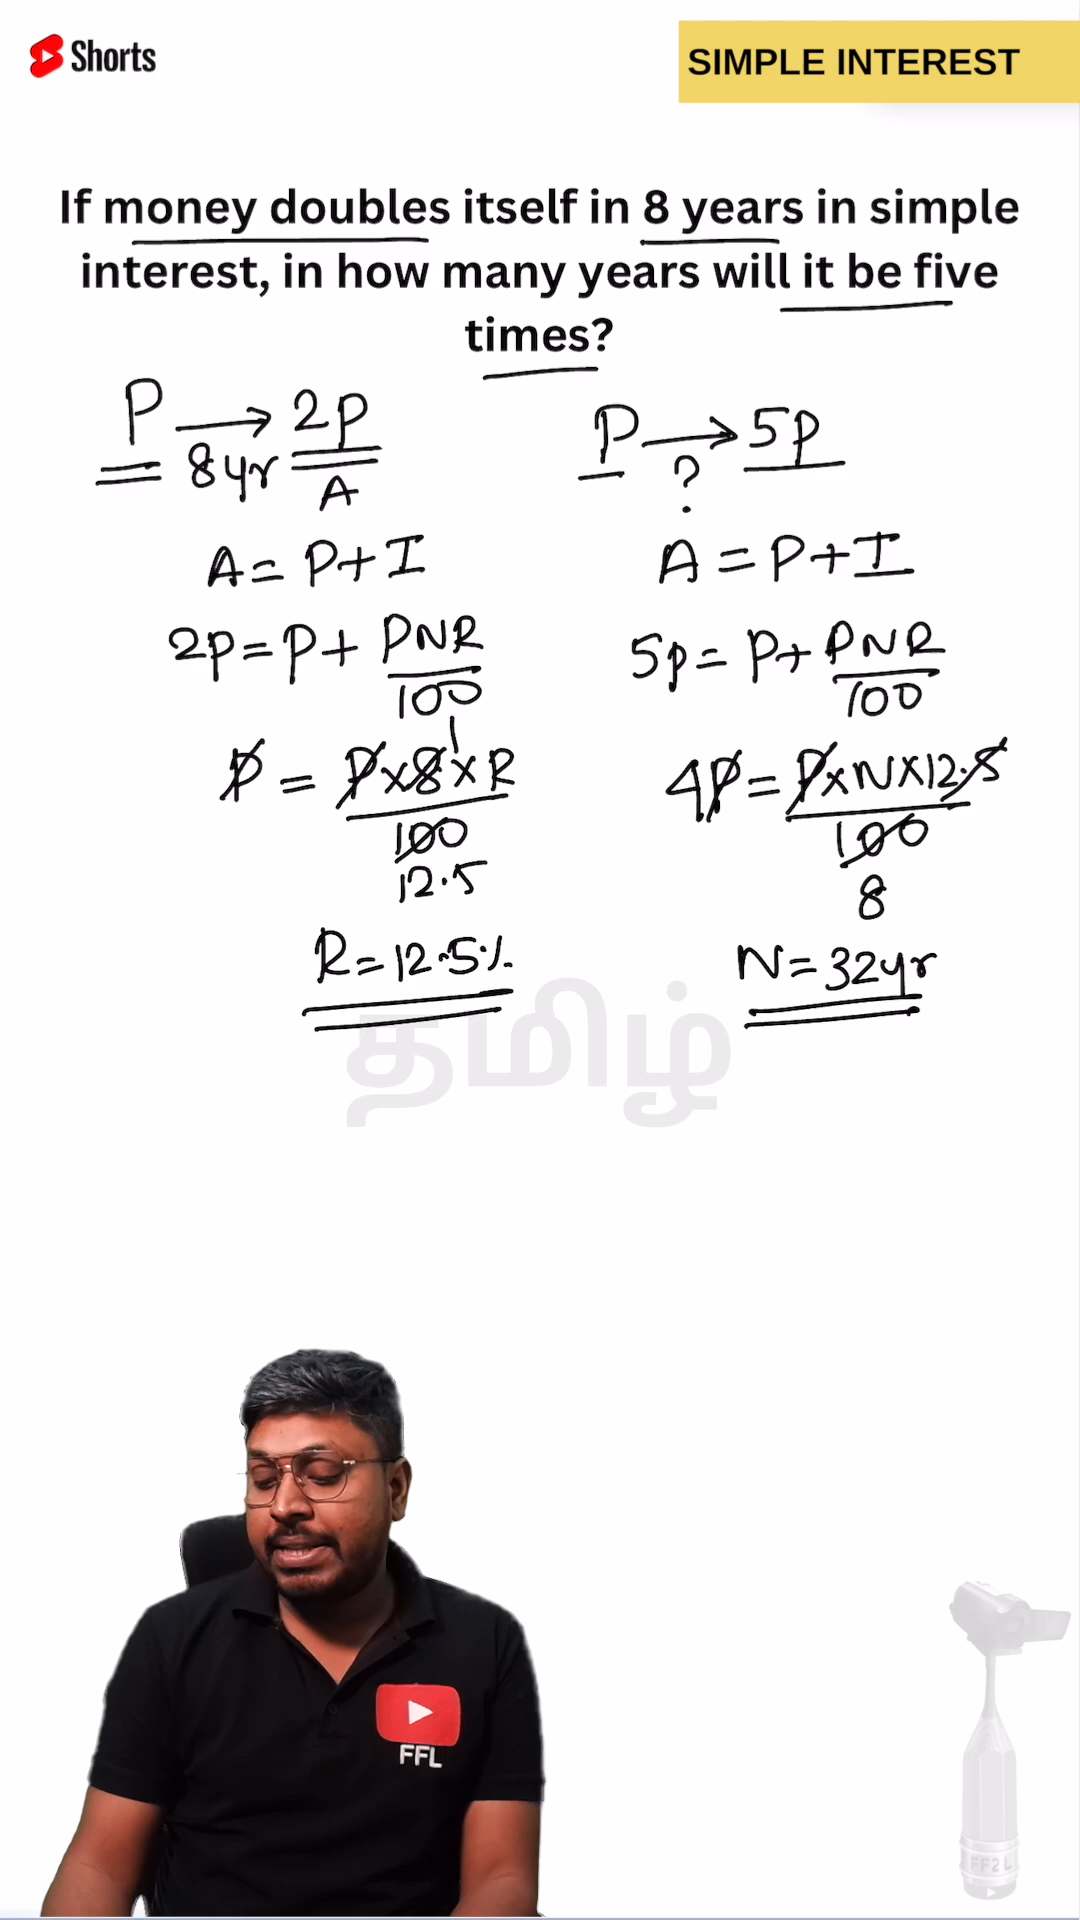 Shorts
SIMPLE INTEREST
If money doubles itself in 8 years in simple
interest, in how many years will it be five
times?
P → 2P
8yr
A
A = P + I
2P = P + PNR/100
P = P×8×R/100
1
12.5
R = 12.5%
P → 5P
?
A = P + I
5P = P + PNR/100
4P = P×N×12.5/100
8
N = 32yr
தமிழ்
FFL
FF2L